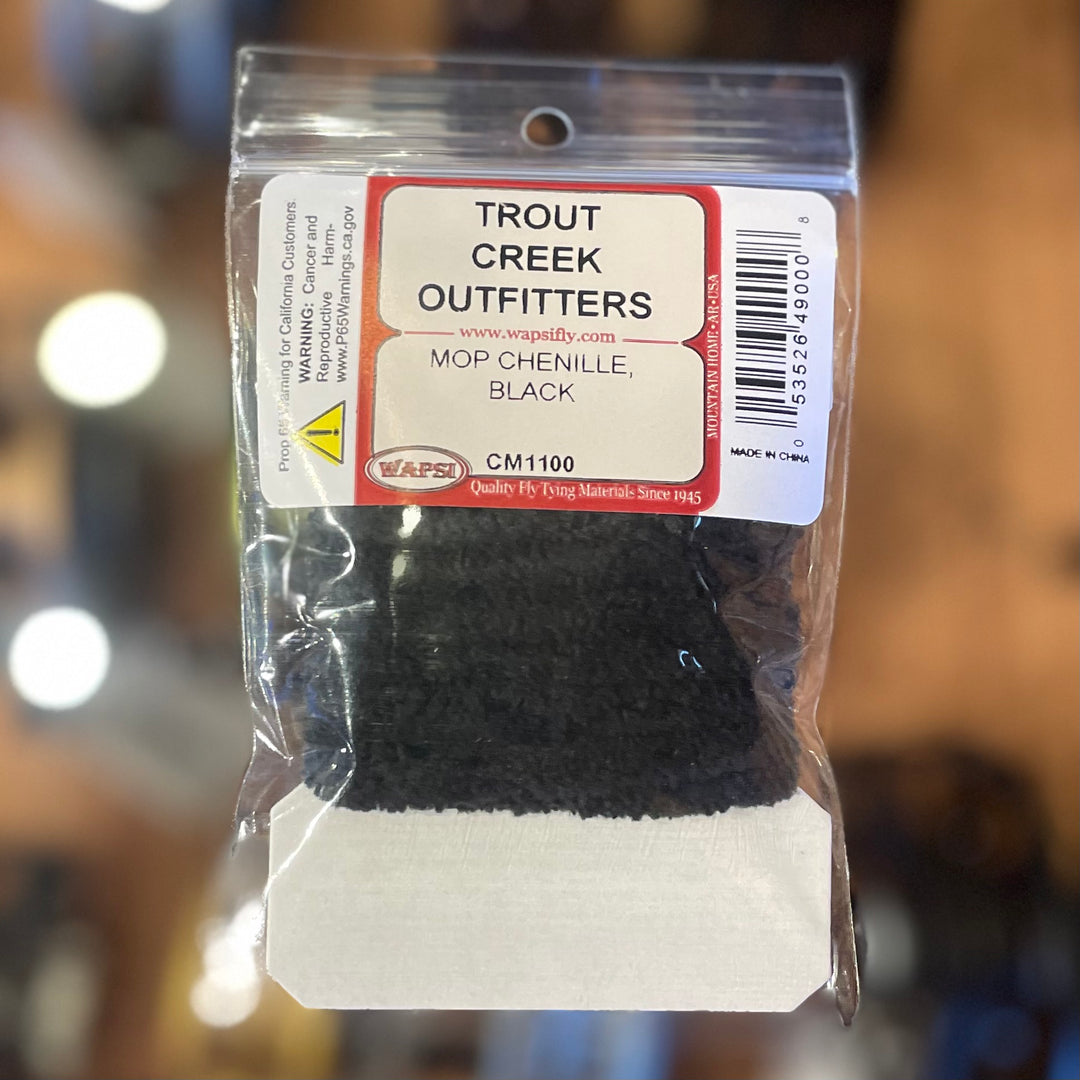 Prop 65 Warning for California Customers.
WARNING: Cancer and
Reproductive Harm-
www.P65Warnings.ca.gov
TROUT
CREEK
OUTFITTERS
www.wapsifly.com
MOP CHENILLE,
BLACK
WAPSI
CM1100
Quality Fly Tying Materials Since 1945
MOUNTAIN HOME • AR • USA
0 53526 49000 8
MADE IN CHINA